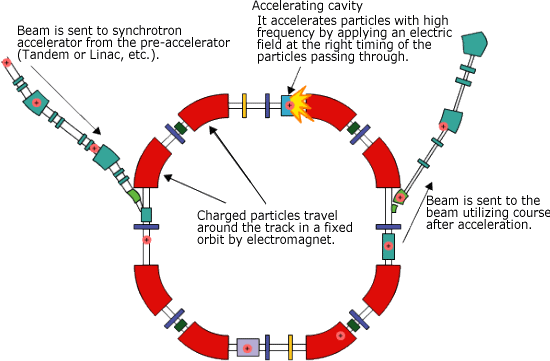 Accelerating cavity
It accelerates particles with high
frequency by applying an electric
field at the right timing of the
particles passing through.
Beam is sent to synchrotron
accelerator from the pre-accelerator
(Tandem or Linac, etc.).
Charged particles travel
around the track in a fixed
orbit by electromagnet.
Beam is sent to the
beam utilizing course
after acceleration.